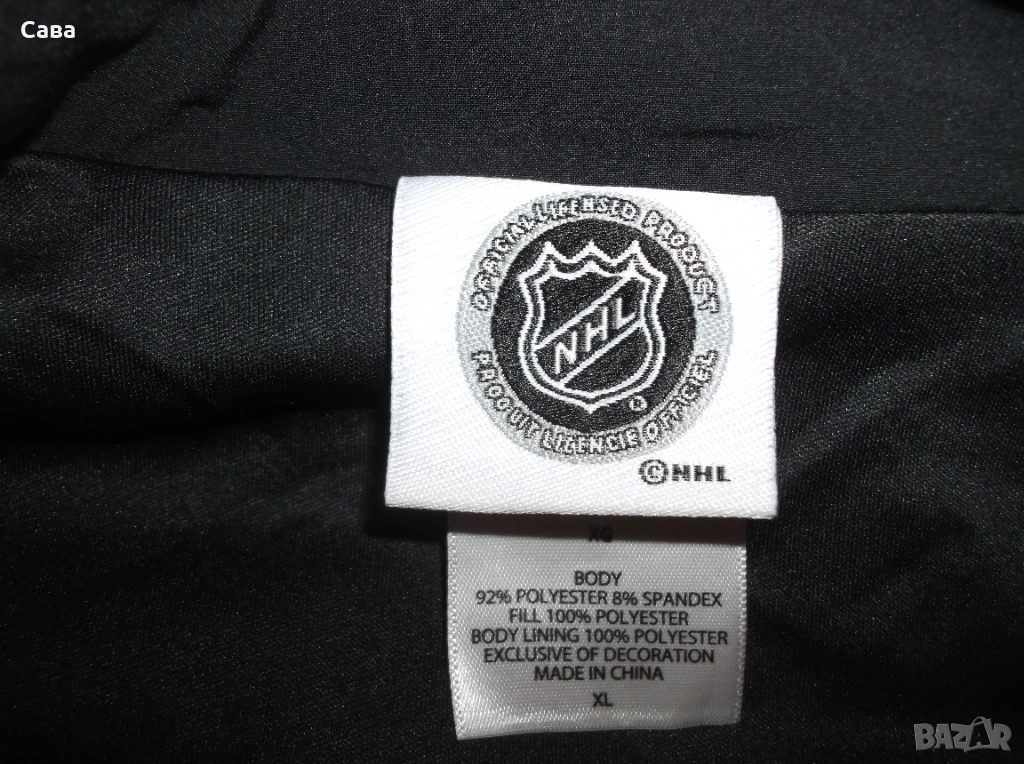 Сава
OFFICIAL LICENSED PRODUCT
NHL
®
PRODUIT LICENCIE OFFICIEL
©NHL
XG
BODY
92% POLYESTER 8% SPANDEX
FILL 100% POLYESTER
BODY LINING 100% POLYESTER
EXCLUSIVE OF DECORATION
MADE IN CHINA
XL
BAZAR